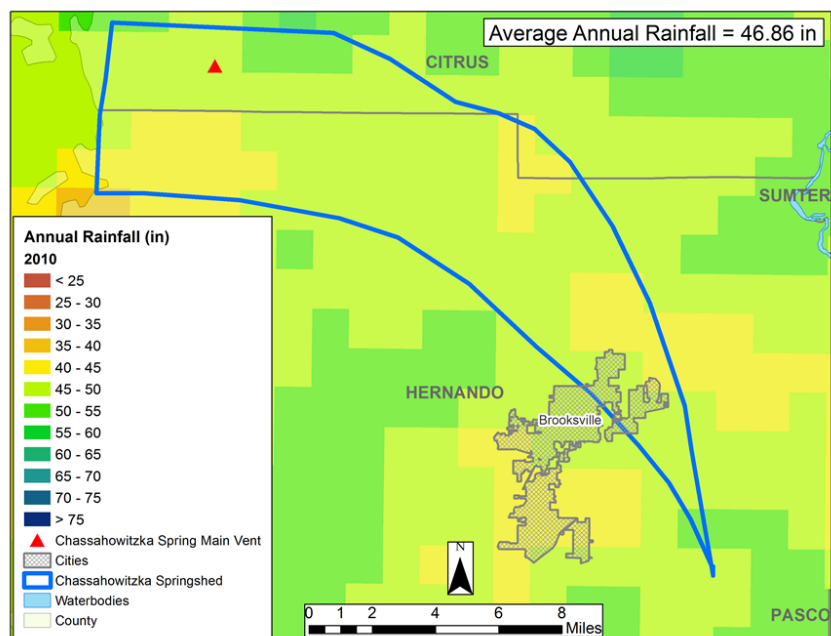 Average Annual Rainfall = 46.86 in
CITRUS
SUMTER
HERNANDO
Brooksville
PASCO
Annual Rainfall (in)
2010
< 25
25 - 30
30 - 35
35 - 40
40 - 45
45 - 50
50 - 55
55 - 60
60 - 65
65 - 70
70 - 75
> 75
Chassahowitzka Spring Main Vent
Cities
Chassahowitzka Springshed
Waterbodies
County
N
0 1 2 4 6 8
Miles